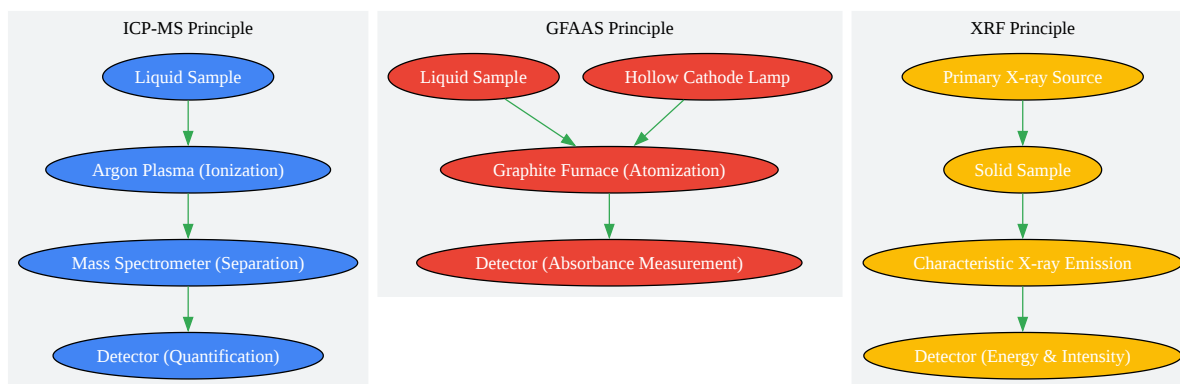 ICP-MS Principle
Liquid Sample
Argon Plasma (Ionization)
Mass Spectrometer (Separation)
Detector (Quantification)
GFAAS Principle
Liquid Sample
Hollow Cathode Lamp
Graphite Furnace (Atomization)
Detector (Absorbance Measurement)
XRF Principle
Primary X-ray Source
Solid Sample
Characteristic X-ray Emission
Detector (Energy & Intensity)